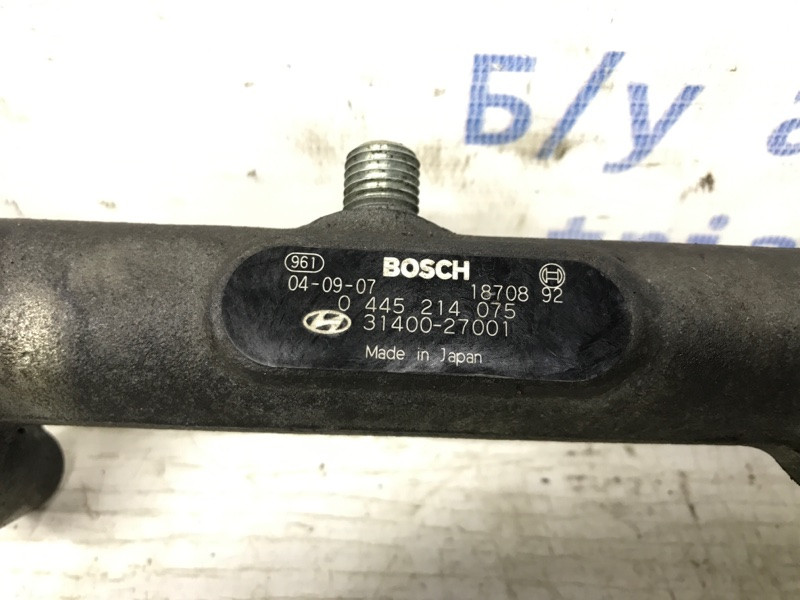 Б/у а
961 BOSCH
04-09-07 18708 92
0 445 214 075
31400-27001
Made in Japan